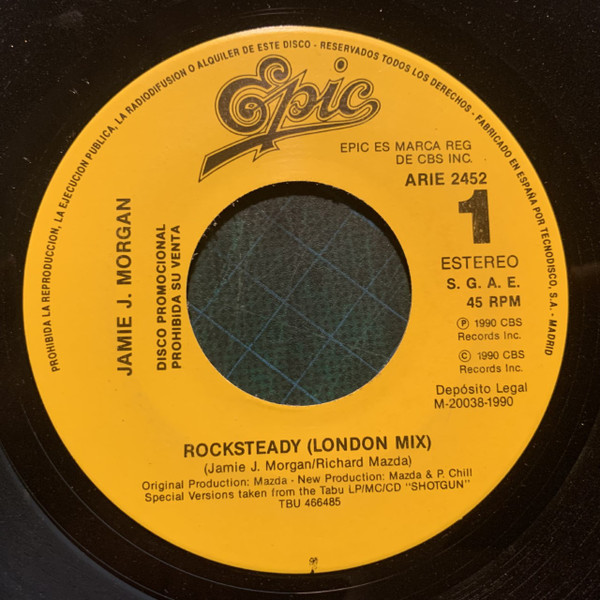 PROHIBIDA LA REPRODUCCION, LA EJECUCION PUBLICA, LA RADIODIFUSION O ALQUILER DE ESTE DISCO - RESERVADOS TODOS LOS DERECHOS - FABRICADO EN ESPAÑA POR TECNODISCO, S.A. - MADRID
Epic
EPIC ES MARCA REG
DE CBS INC.
ARIE 2452
1
ESTEREO
S. G. A. E.
45 RPM
Ⓟ 1990 CBS
Records Inc.
© 1990 CBS
Records Inc.
Depósito Legal
M-20038-1990
JAMIE J. MORGAN
DISCO PROMOCIONAL
PROHIBIDA SU VENTA
ROCKSTEADY (LONDON MIX)
(Jamie J. Morgan/Richard Mazda)
Original Production: Mazda - New Production: Mazda & P. Chill
Special Versions taken from the Tabu LP/MC/CD "SHOTGUN"
TBU 466485